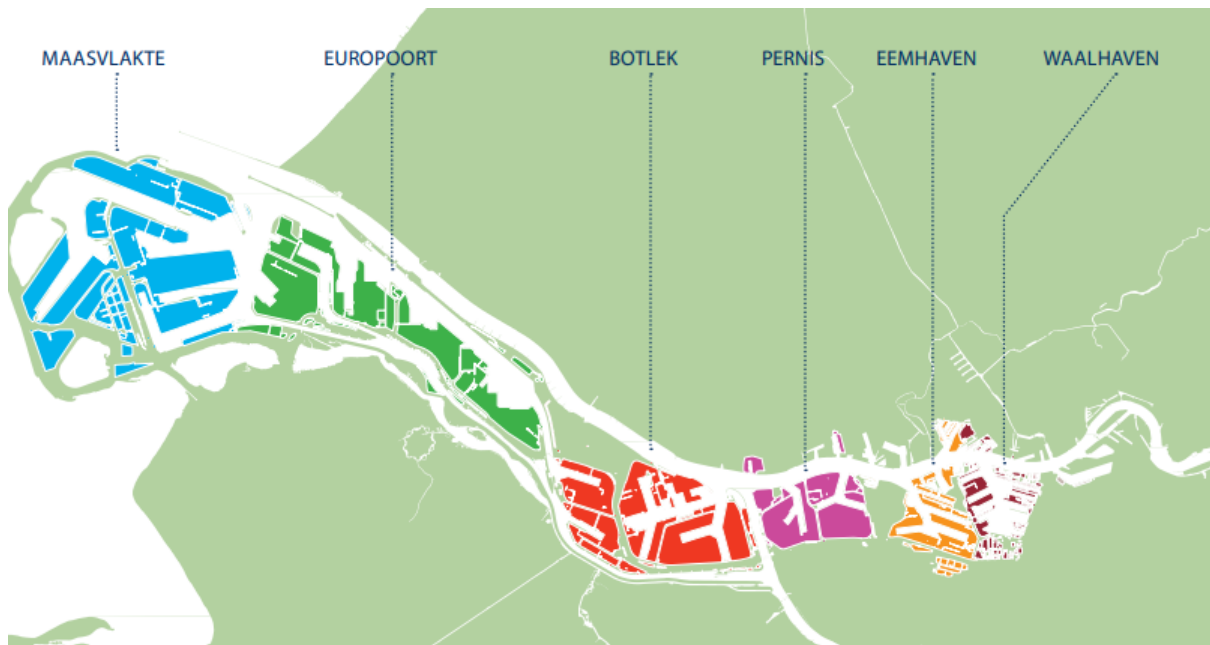 MAASVLAKTE
EUROPOORT
BOTLEK
PERNIS
EEMHAVEN
WAALHAVEN